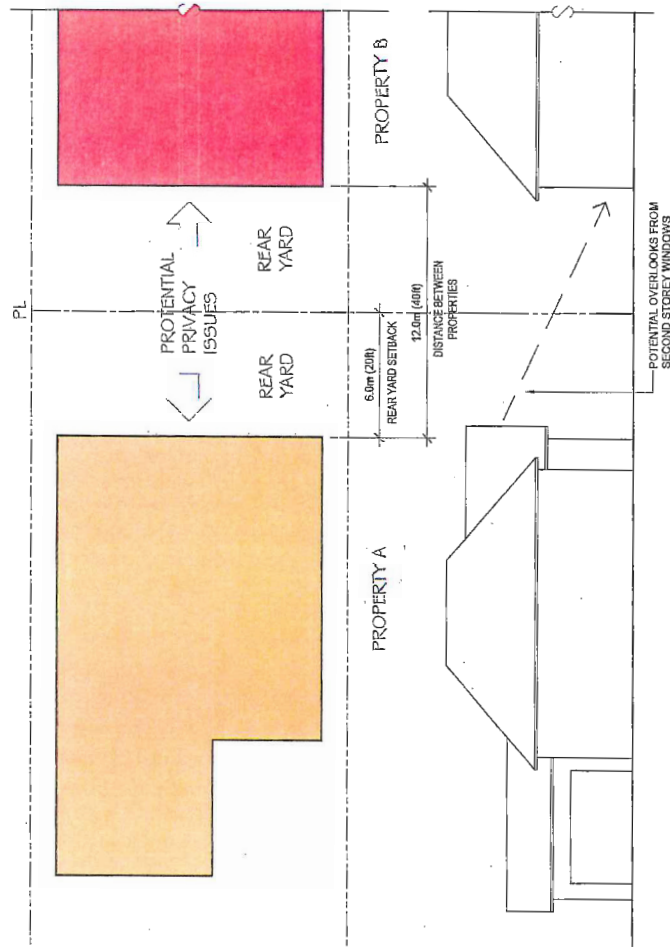 PL
PROTENTIAL
PRIVACY
ISSUES
REAR
YARD
REAR
YARD
6.0m (20ft)
REAR YARD SETBACK
12.0m (40ft)
DISTANCE BETWEEN
PROPERTIES
PROPERTY A
PROPERTY B
POTENTIAL OVERLOOKS FROM
SECOND STOREY WINDOWS